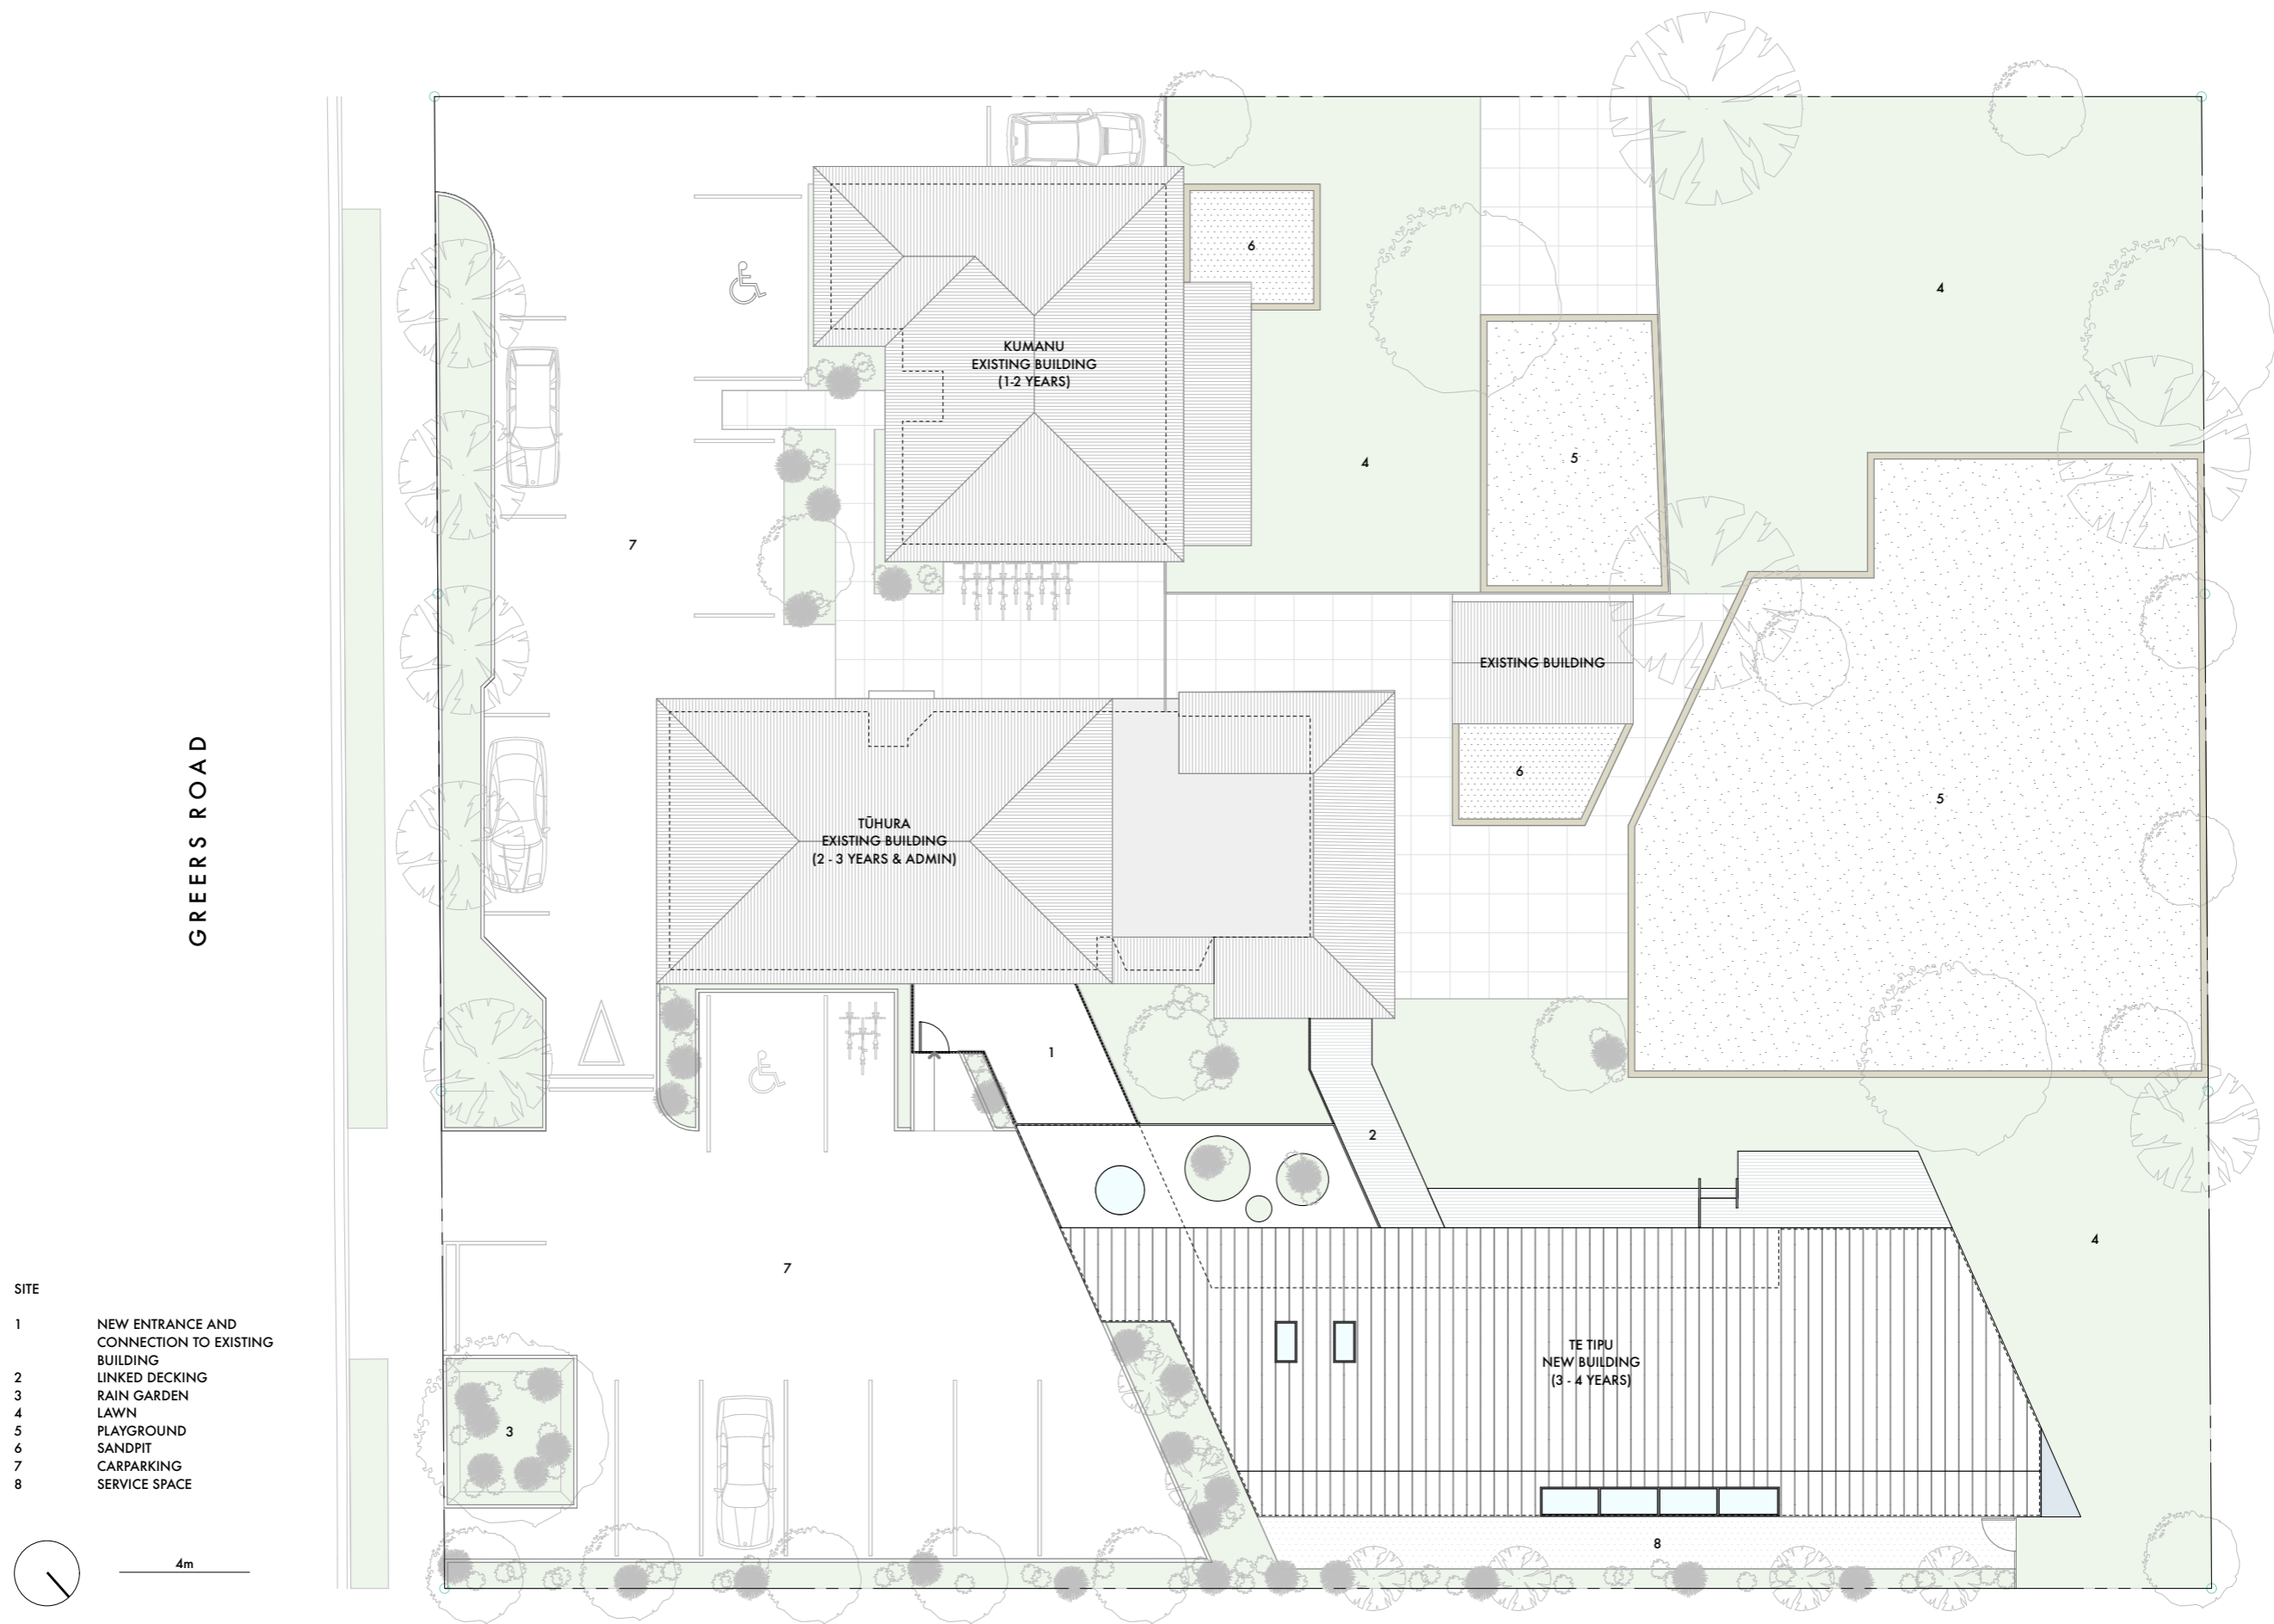 6
4
KUMANU
EXISTING BUILDING
(1-2 YEARS)
4
5
7
EXISTING BUILDING
6
5
GREERS ROAD
TŪHURA
EXISTING BUILDING
(2 - 3 YEARS & ADMIN)
1
2
4
7
TE TIPU
NEW BUILDING
(3 - 4 YEARS)
3
8
SITE
1 NEW ENTRANCE AND
CONNECTION TO EXISTING
BUILDING
2 LINKED DECKING
3 RAIN GARDEN
4 LAWN
5 PLAYGROUND
6 SANDPIT
7 CARPARKING
8 SERVICE SPACE
4m